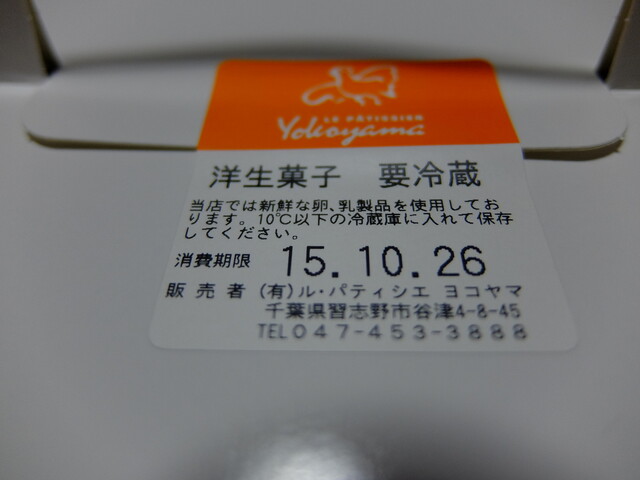 LE PÂTISSIER
Yokoyama
洋生菓子 要冷蔵
当店では新鮮な卵、乳製品を使用してお
ります。10℃以下の冷蔵庫に入れて保存
してください。
消費期限 15.10.26
販売者 (有)ル・パティシエ ヨコヤマ
千葉県習志野市谷津4-8-45
TEL047-453-3888